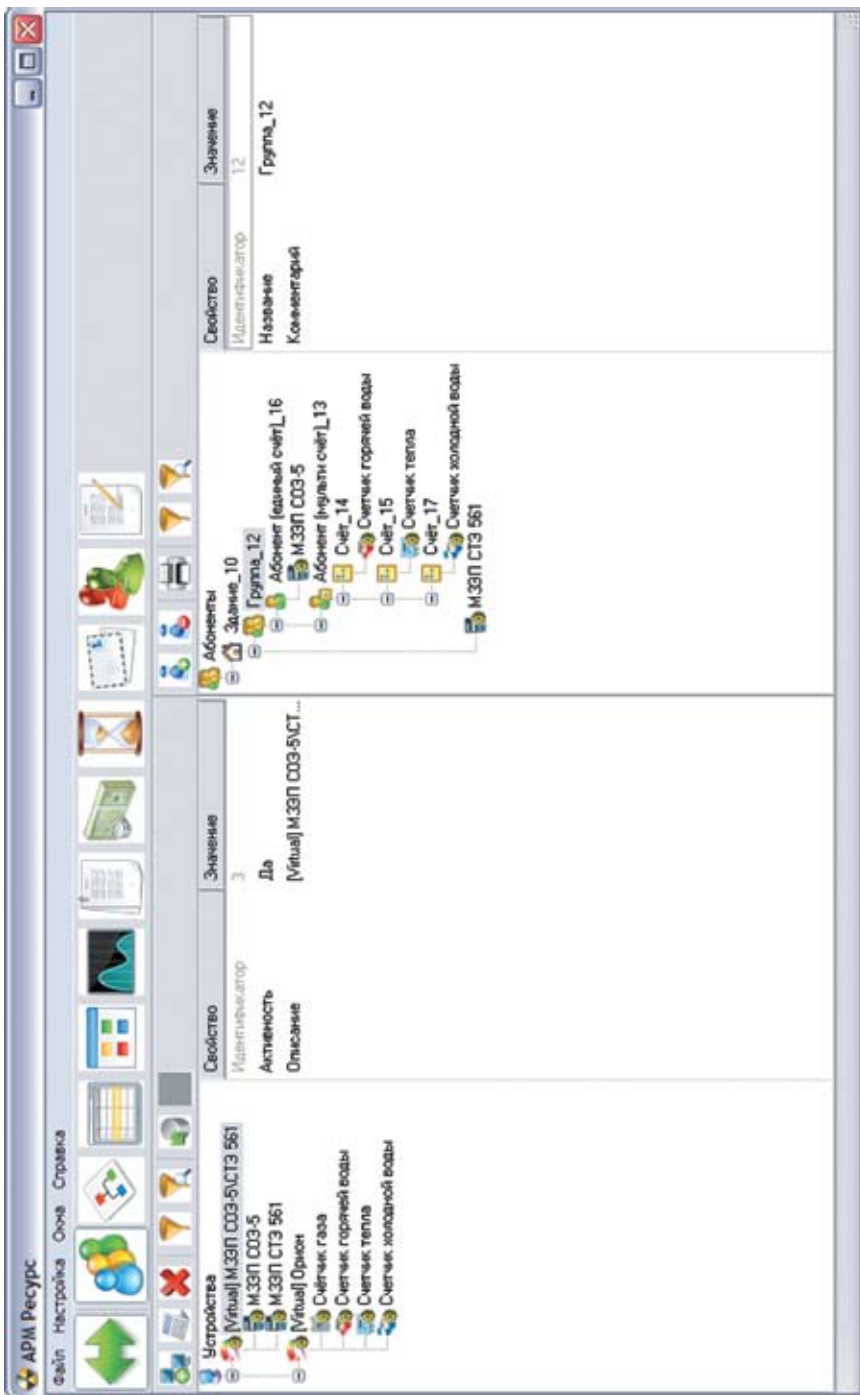 АРМ Ресурс
Файл Настройка Окна Справка
Устройства
[Virtual] МЗЭП СОЭ-5\СТЭ 561
МЗЭП СОЭ-5
МЗЭП СТЭ 561
[Virtual] Орион
Счётчик газа
Счетчик горячей воды
Счетчик тепла
Счетчик холодной воды
Свойство Значение
Идентификатор 3
Активность Да
Описание [Virtual] МЗЭП СОЭ-5\СТ...
Абоненты
Здание_10
Группа_12
Абонент (единый счёт)_16
МЗЭП СОЭ-5
Абонент (мульти счёт)_13
Счёт_14
Счетчик горячей воды
Счёт_15
Счетчик тепла
Счёт_17
Счетчик холодной воды
МЗЭП СТЭ 561
Свойство Значение
Идентификатор 12
Название Группа_12
Комментарий